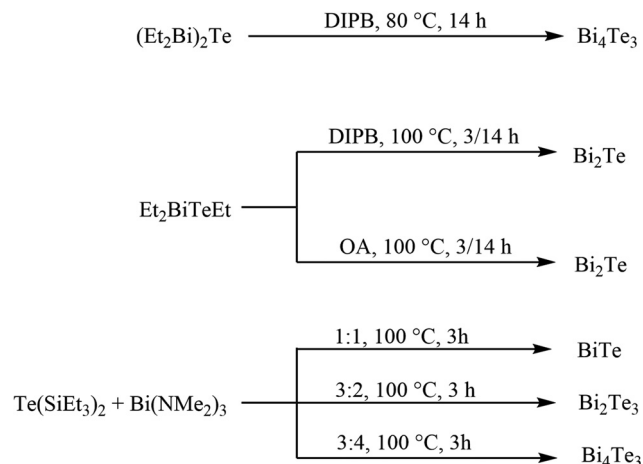 DIPB, 80 °C, 14 h
(Et₂Bi)₂Te
Bi₄Te₃
DIPB, 100 °C, 3/14 h
Bi₂Te
Et₂BiTeEt
OA, 100 °C, 3/14 h
Bi₂Te
1:1, 100 °C, 3h
BiTe
Te(SiEt₃)₂ + Bi(NMe₂)₃
3:2, 100 °C, 3 h
Bi₂Te₃
3:4, 100 °C, 3h
Bi₄Te₃